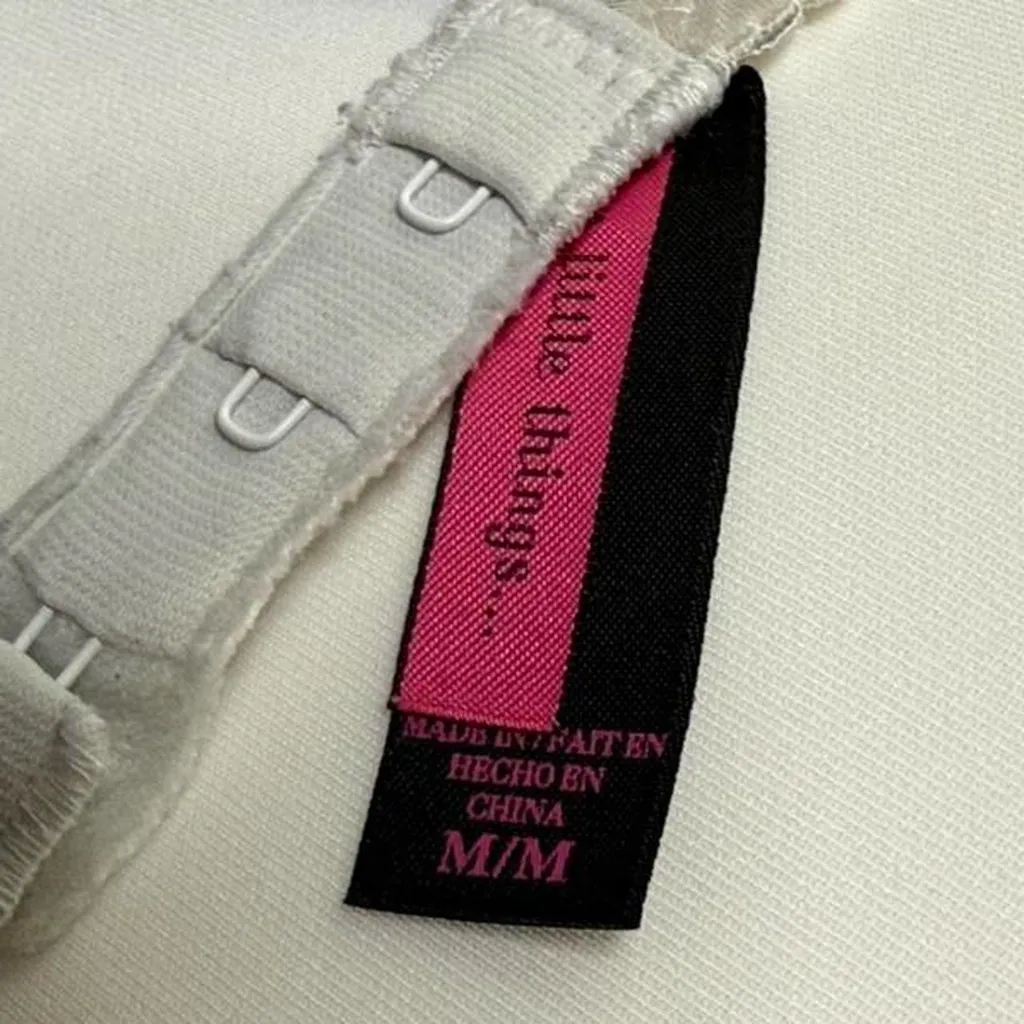 little things...
MADE IN / FAIT EN
HECHO EN
CHINA
M/M